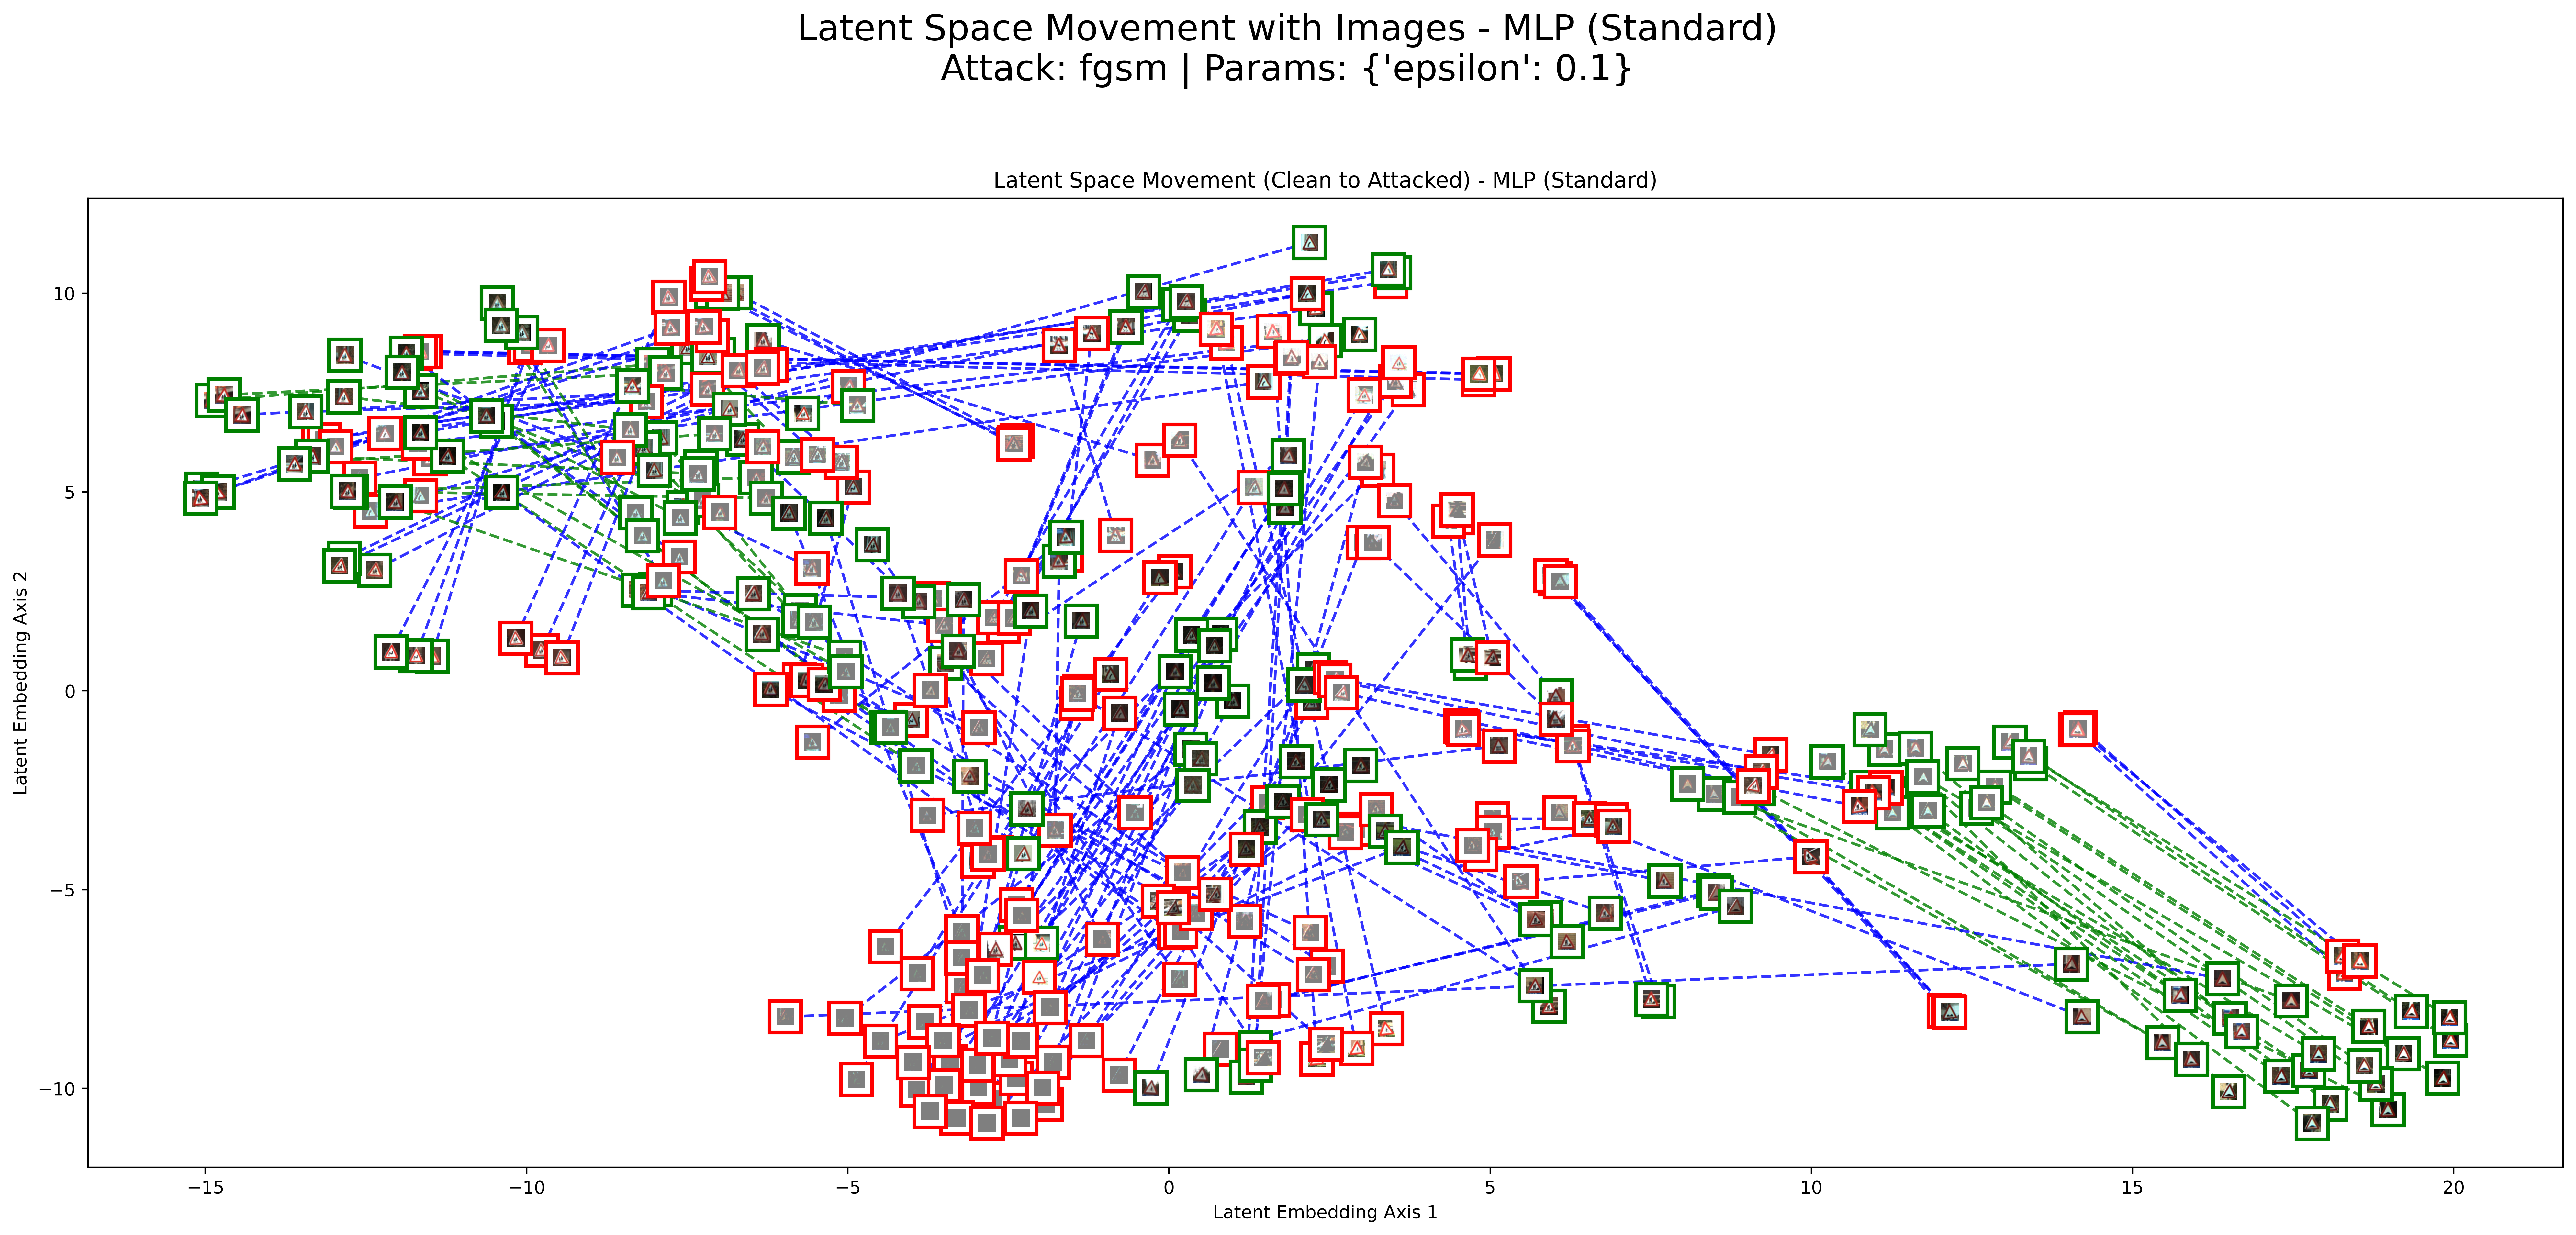 Latent Space Movement with Images - MLP (Standard)
Attack: fgsm | Params: {'epsilon': 0.1}
Latent Space Movement (Clean to Attacked) - MLP (Standard)
Latent Embedding Axis 2
10
5
0
−5
−10
−15
−10
−5
0
5
10
15
20
Latent Embedding Axis 1